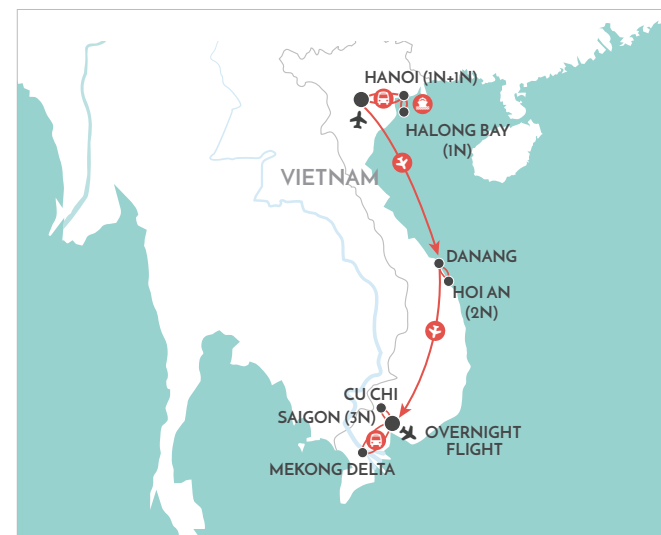 HANOI (1N+1N)
HALONG BAY
(1N)
VIETNAM
DANANG
HOI AN
(2N)
CU CHI
SAIGON (3N)
OVERNIGHT
FLIGHT
MEKONG DELTA